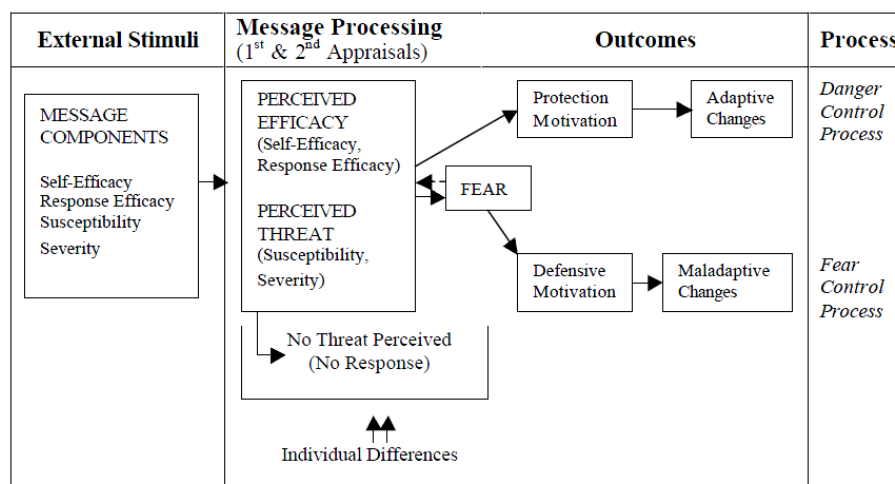 External Stimuli
Message Processing
(1st & 2nd Appraisals)
Outcomes
Process
MESSAGE
COMPONENTS
Self-Efficacy
Response Efficacy
Susceptibility
Severity
PERCEIVED
EFFICACY
(Self-Efficacy,
Response Efficacy)
PERCEIVED
THREAT
(Susceptibility,
Severity)
No Threat Perceived
(No Response)
Individual Differences
FEAR
Protection
Motivation
Adaptive
Changes
Defensive
Motivation
Maladaptive
Changes
Danger
Control
Process
Fear
Control
Process